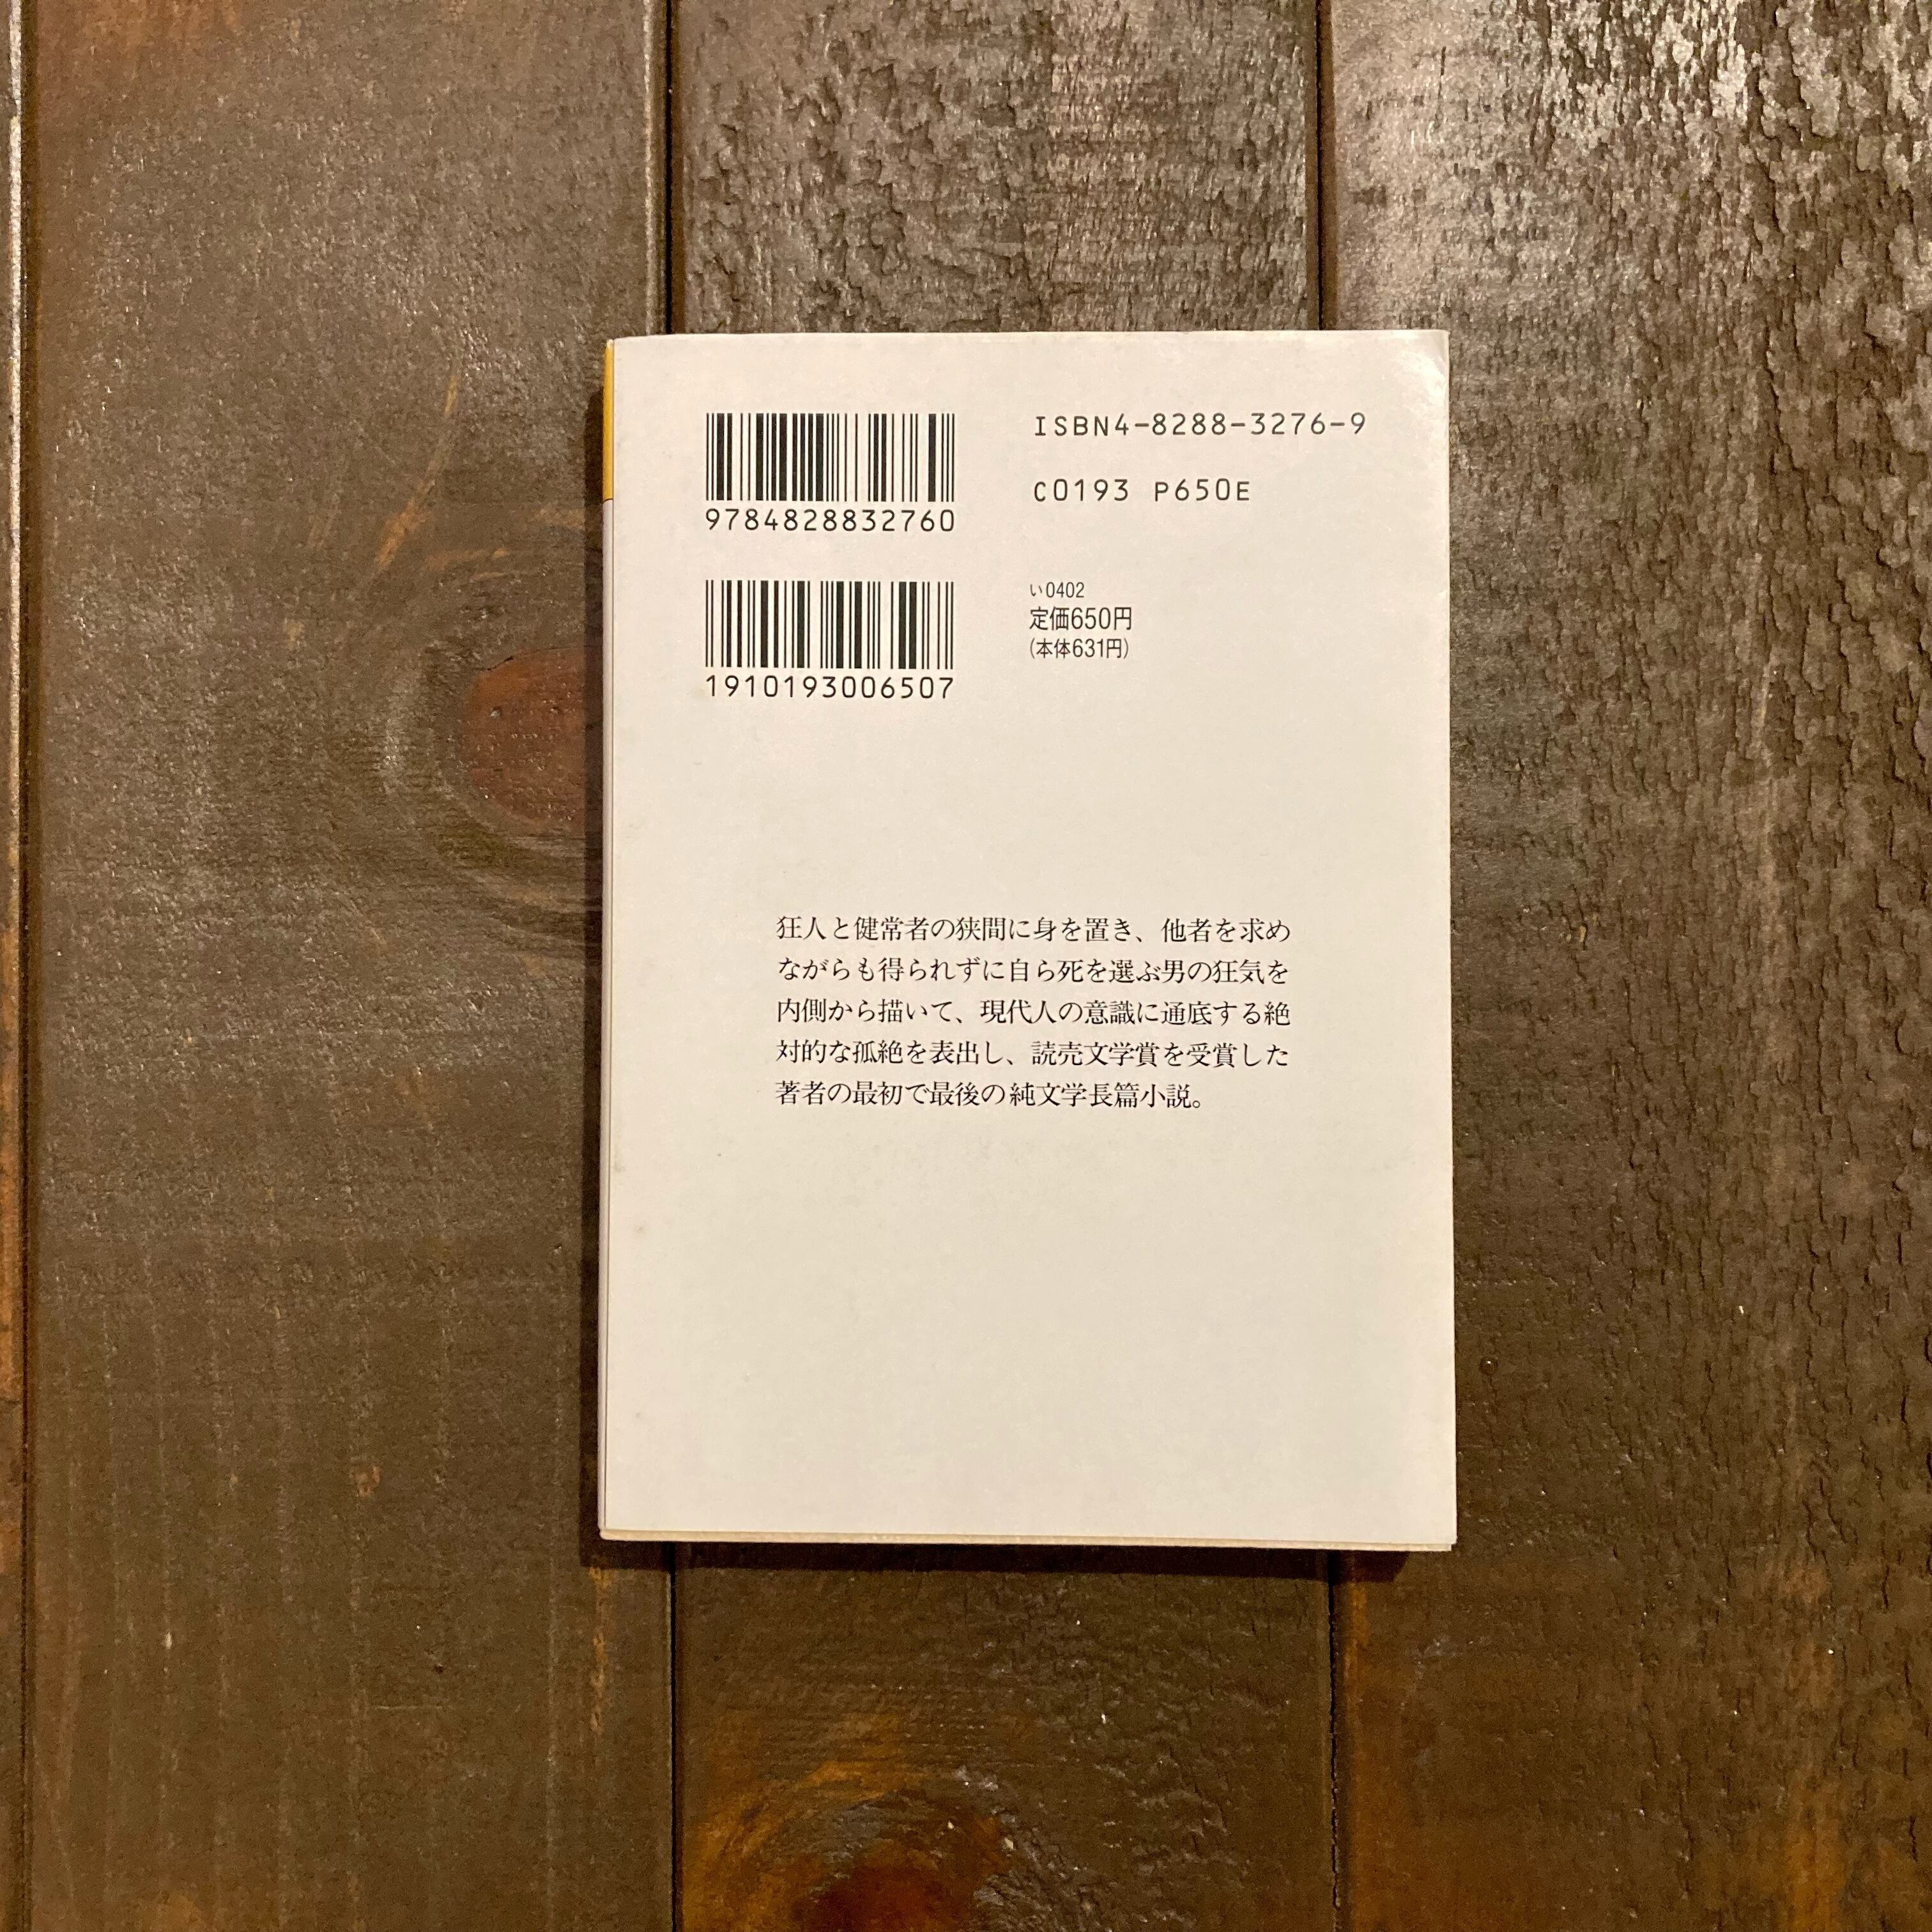 ISBN4-8288-3276-9
C0193 P650E
9784828832760
い0402
定価650円
(本体631円)
1910193006507
狂人と健常者の狭間に身を置き、他者を求め
ながらも得られずに自ら死を選ぶ男の狂気を
内側から描いて、現代人の意識に通底する絶
対的な孤絶を表出し、読売文学賞を受賞した
著者の最初で最後の純文学長篇小説。